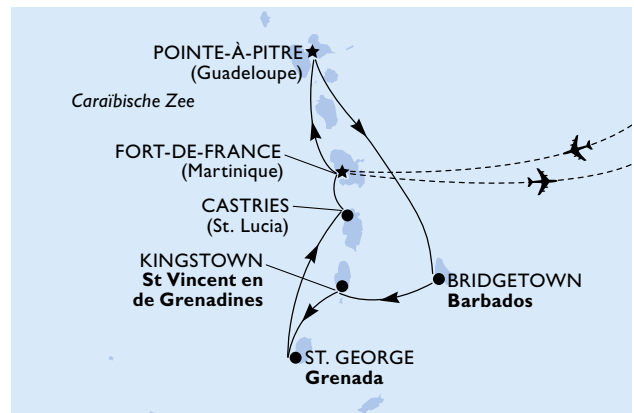 POINTE-À-PITRE
(Guadeloupe)
Caraïbische Zee
FORT-DE-FRANCE
(Martinique)
CASTRIES
(St. Lucia)
KINGSTOWN
St Vincent en
de Grenadines
BRIDGETOWN
Barbados
ST. GEORGE
Grenada